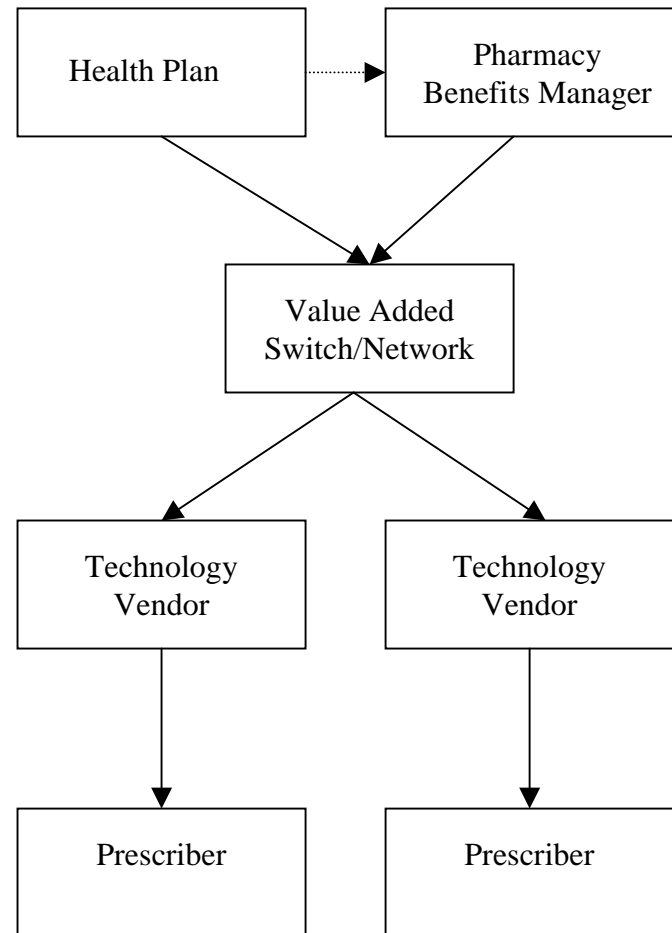 Health Plan
Pharmacy
Benefits Manager
Value Added
Switch/Network
Technology
Vendor
Technology
Vendor
Prescriber
Prescriber